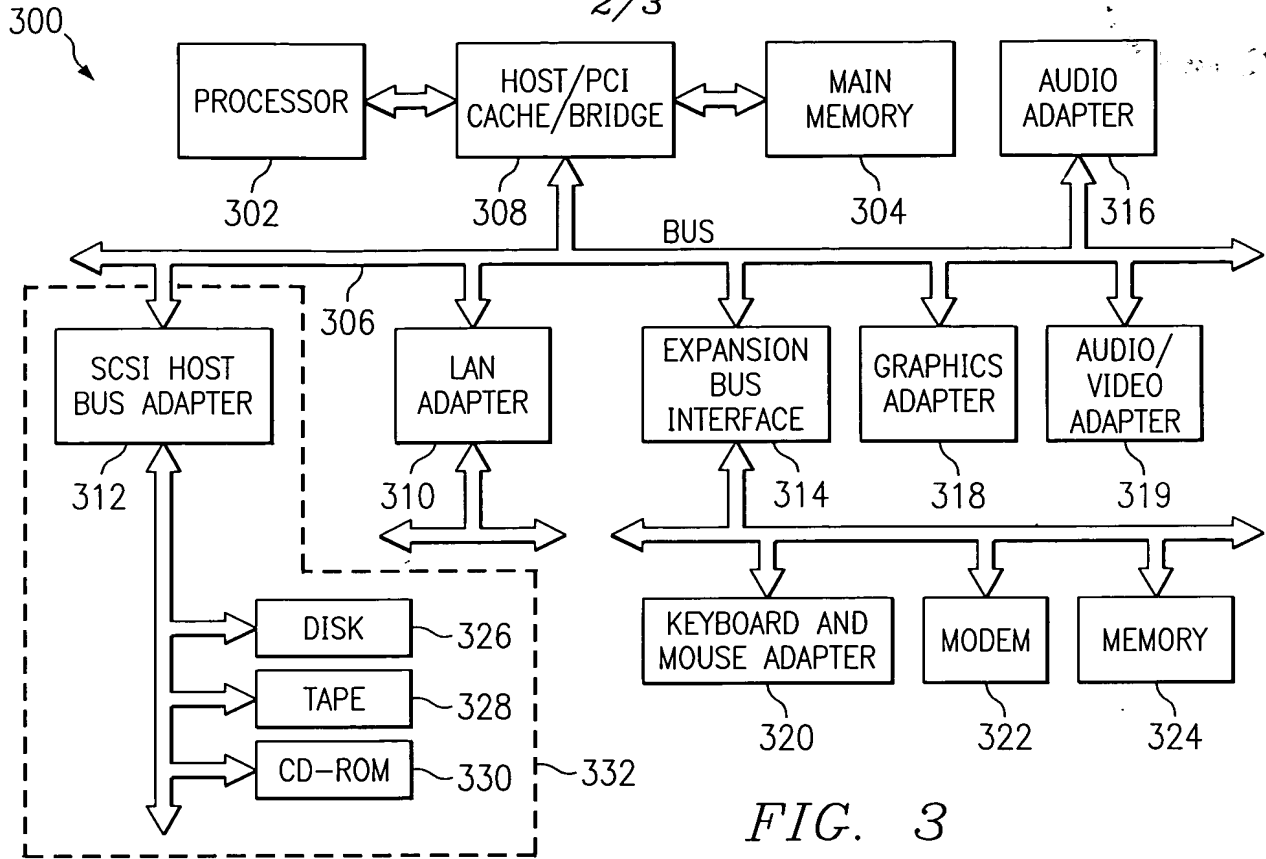 2/3
300
PROCESSOR
HOST/PCI
CACHE/BRIDGE
MAIN
MEMORY
AUDIO
ADAPTER
302
308
304
316
BUS
306
SCSI HOST
BUS ADAPTER
LAN
ADAPTER
EXPANSION
BUS
INTERFACE
GRAPHICS
ADAPTER
AUDIO/
VIDEO
ADAPTER
312
310
314
318
319
DISK
326
TAPE
328
CD-ROM
330
332
KEYBOARD AND
MOUSE ADAPTER
MODEM
MEMORY
320
322
324
FIG. 3